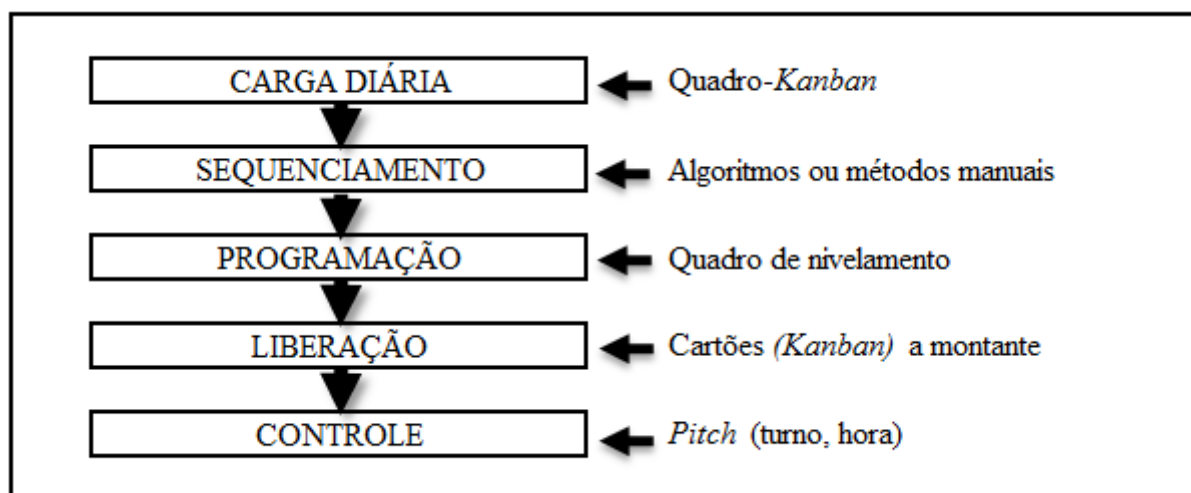 CARGA DIÁRIA
Quadro-Kanban
SEQUENCIAMENTO
Algoritmos ou métodos manuais
PROGRAMAÇÃO
Quadro de nivelamento
LIBERAÇÃO
Cartões (Kanban) a montante
CONTROLE
Pitch (turno, hora)